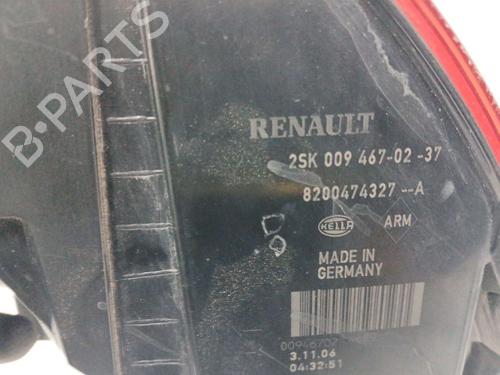 B-PARTS
RENAULT
2SK 009 467-02 -37
8200474327 --A
HELLA
ARM
MADE IN
GERMANY
00946702
3.11.06
04:32:51